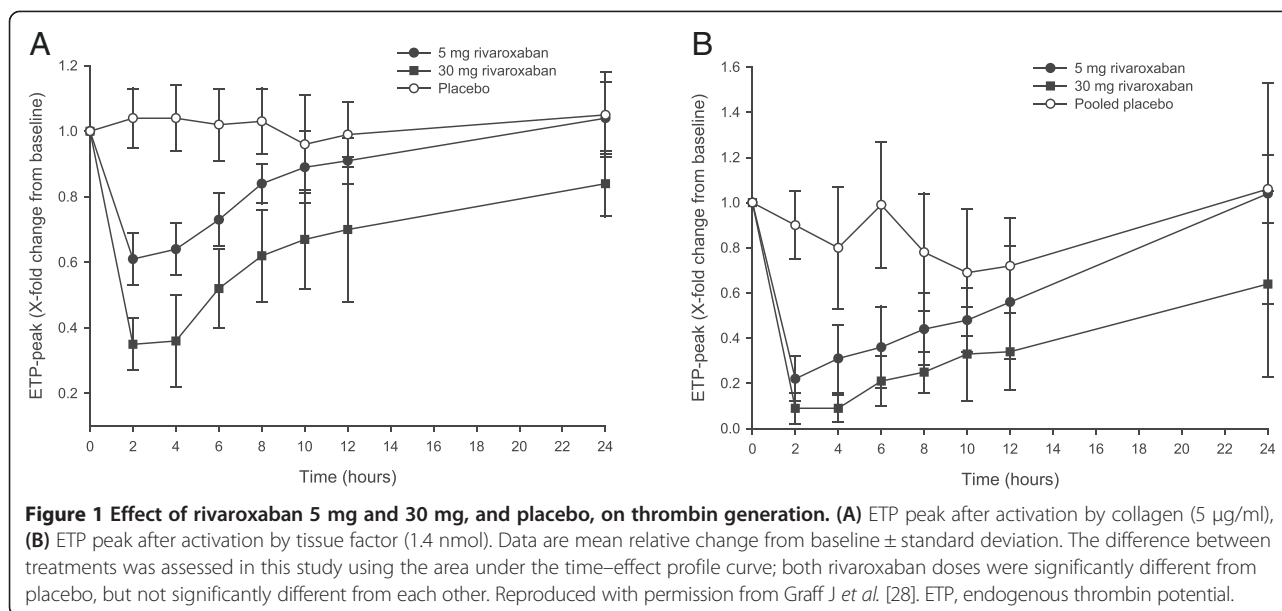 A
5 mg rivaroxaban
30 mg rivaroxaban
Placebo
ETP-peak (X-fold change from baseline)
1.2
1.0
0.8
0.6
0.4
0.2
0 2 4 6 8 10 12 14 16 18 20 22 24
Time (hours)
B
5 mg rivaroxaban
30 mg rivaroxaban
Pooled placebo
ETP-peak (X-fold change from baseline)
1.6
1.4
1.2
1.0
0.8
0.6
0.4
0.2
0.0
0 2 4 6 8 10 12 14 16 18 20 22 24
Time (hours)
Figure 1 Effect of rivaroxaban 5 mg and 30 mg, and placebo, on thrombin generation. (A) ETP peak after activation by collagen (5 µg/ml),
(B) ETP peak after activation by tissue factor (1.4 nmol). Data are mean relative change from baseline ± standard deviation. The difference between
treatments was assessed in this study using the area under the time–effect profile curve; both rivaroxaban doses were significantly different from
placebo, but not significantly different from each other. Reproduced with permission from Graff J et al. [28]. ETP, endogenous thrombin potential.